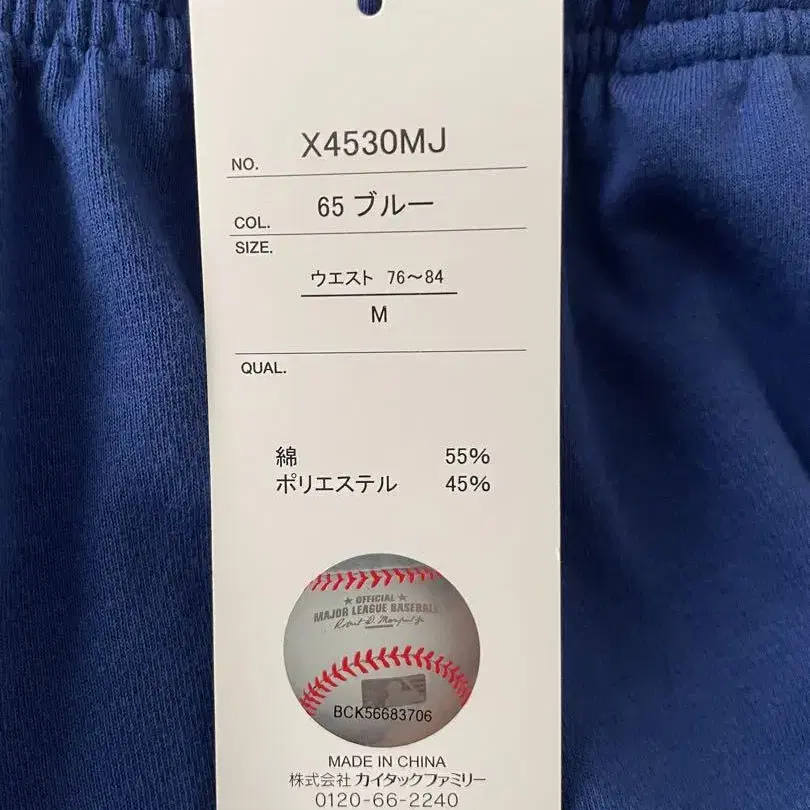 NO. X4530MJ
COL. 65 ブルー
SIZE.
ウエスト 76～84
M
QUAL.
綿 55%
ポリエステル 45%
★ OFFICIAL ★
MAJOR LEAGUE BASEBALL
BCK56683706
MADE IN CHINA
株式会社 カイタックファミリー
0120-66-2240